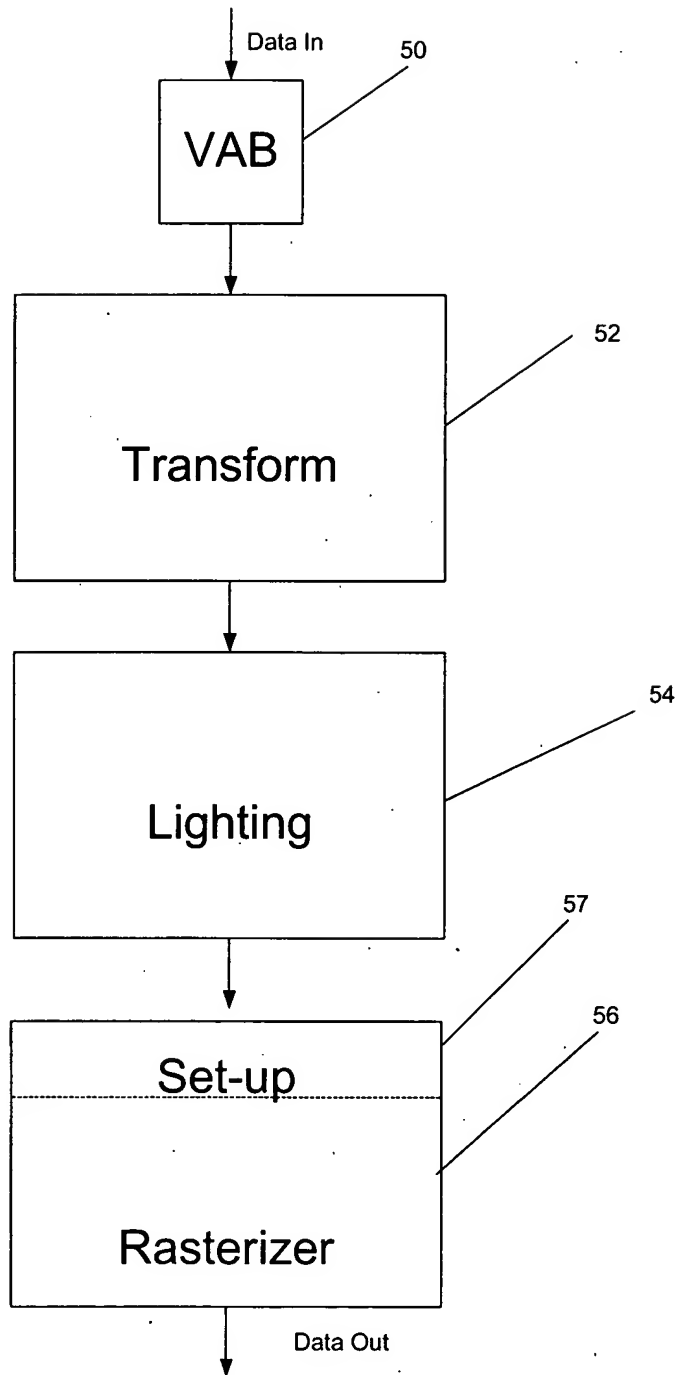 Data In
50
VAB
52
Transform
54
Lighting
57
56
Set-up
Rasterizer
Data Out